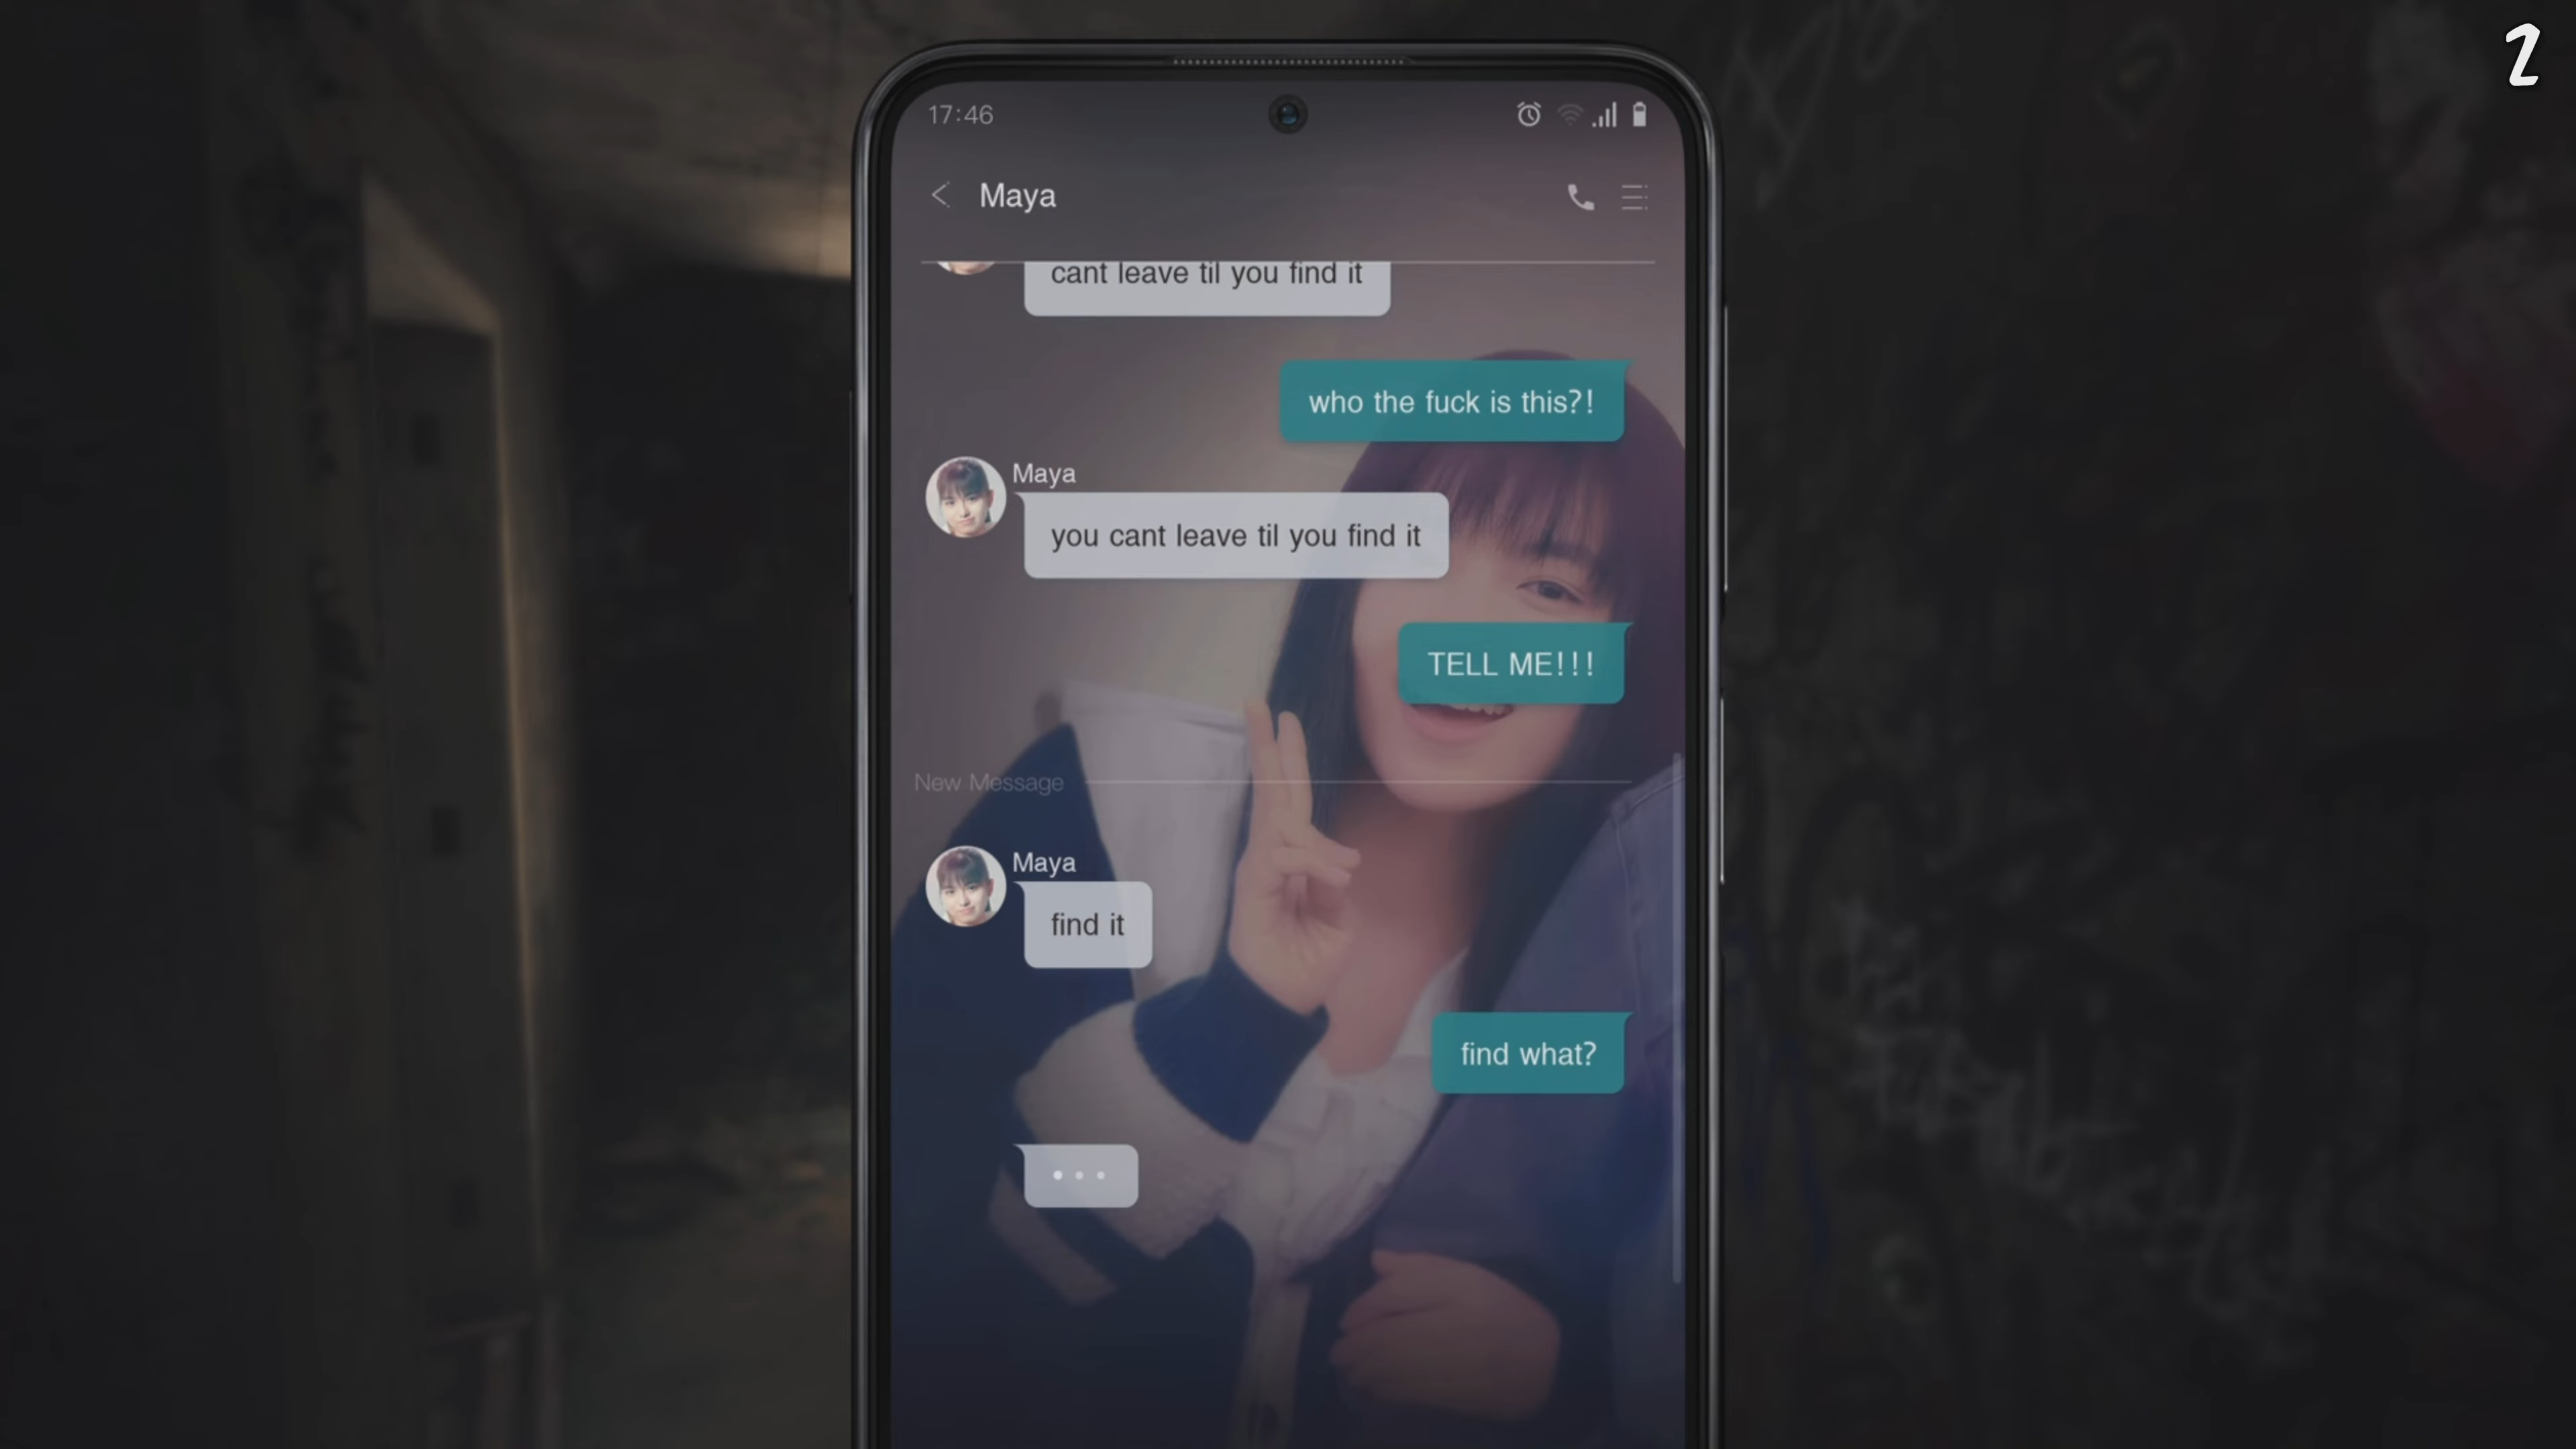 2
17:46
Maya
cant leave til you find it
who the fuck is this?!
Maya
you cant leave til you find it
TELL ME!!!
New Message
Maya
find it
find what?